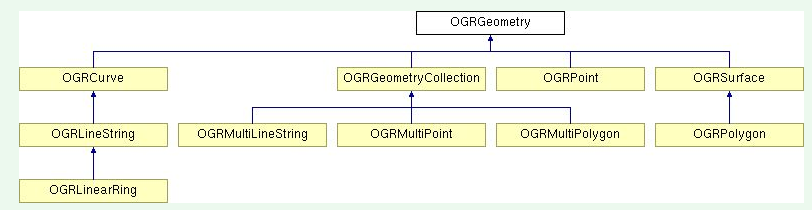 OGRGeometry
OGRCurve OGRGeometryCollection OGRPoint OGRSurface
OGRLineString OGRMultiLineString OGRMultiPoint OGRMultiPolygon OGRPolygon
OGRLinearRing